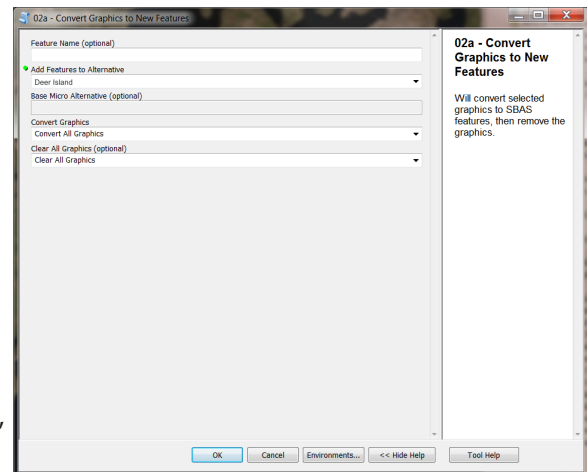 02a - Convert Graphics to New Features
Feature Name (optional)
Add Features to Alternative
Deer Island
Base Micro Alternative (optional)
Convert Graphics
Convert All Graphics
Clear All Graphics (optional)
Clear All Graphics
02a - Convert
Graphics to New
Features
Will convert selected
graphics to SBAS
features, then remove the
graphics.
OK
Cancel
Environments...
<< Hide Help
Tool Help